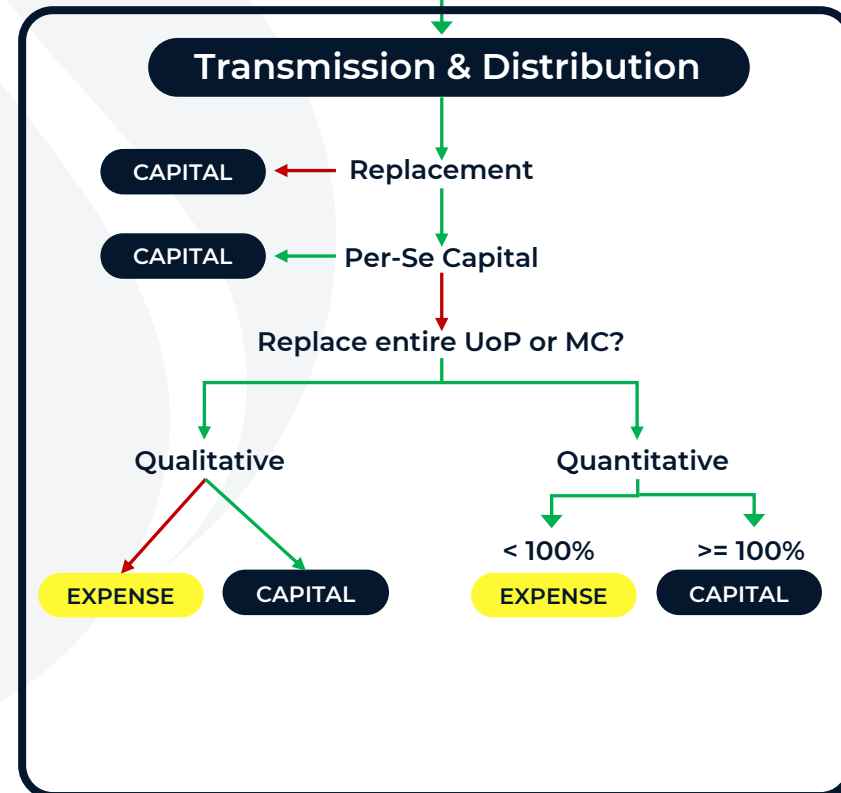 Transmission & Distribution
CAPITAL
Replacement
CAPITAL
Per-Se Capital
Replace entire UoP or MC?
Qualitative
Quantitative
< 100%
>= 100%
EXPENSE
CAPITAL
EXPENSE
CAPITAL